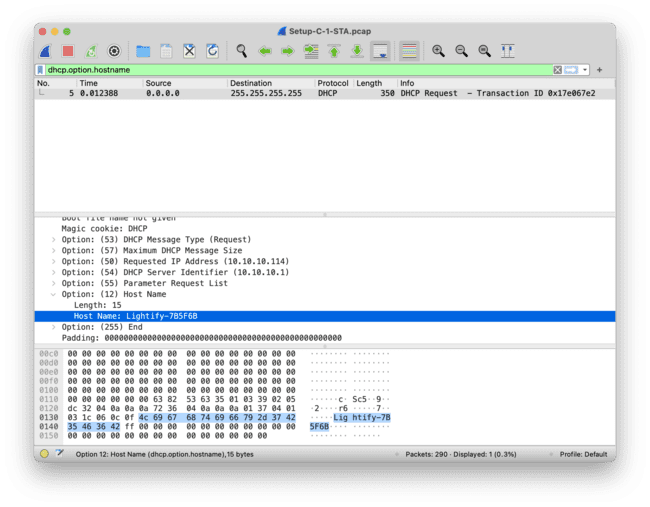 Setup-C-1-STA.pcap
dhcp.option.hostname
No. Time Source Destination Protocol Length Info
5 0.012388 0.0.0.0 255.255.255.255 DHCP 350 DHCP Request – Transaction ID 0x17e067e2
Boot file name not given
Magic cookie: DHCP
Option: (53) DHCP Message Type (Request)
Option: (57) Maximum DHCP Message Size
Option: (50) Requested IP Address (10.10.10.114)
Option: (54) DHCP Server Identifier (10.10.10.1)
Option: (55) Parameter Request List
Option: (12) Host Name
Length: 15
Host Name: Lightify-7B5F6B
Option: (255) End
Padding: 000000000000000000000000000000000000000000000000
00c0 00 00 00 00 00 00 00 00 00 00 00 00 00 00 00 00 ········ ········
00d0 00 00 00 00 00 00 00 00 00 00 00 00 00 00 00 00 ········ ········
00e0 00 00 00 00 00 00 00 00 00 00 00 00 00 00 00 00 ········ ········
00f0 00 00 00 00 00 00 00 00 00 00 00 00 00 00 00 00 ········ ········
0100 00 00 00 00 00 00 00 00 00 00 00 00 00 00 00 00 ········ ········
0110 00 00 00 00 00 00 63 82 53 63 35 01 03 39 02 05 ······c· Sc5··9··
0120 dc 32 04 0a 0a 0a 72 36 04 0a 0a 0a 01 37 04 01 ·2····r6 ·····7··
0130 03 1c 06 0c 0f 4c 69 67 68 74 69 66 79 2d 37 42 ·····Lig htify-7B
0140 35 46 36 42 ff 00 00 00 00 00 00 00 00 00 00 00 5F6B···· ········
0150 00 00 00 00 00 00 00 00 00 00 00 00 00 00 ········ ······
Option 12: Host Name (dhcp.option.hostname), 15 bytes Packets: 290 · Displayed: 1 (0.3%) Profile: Default